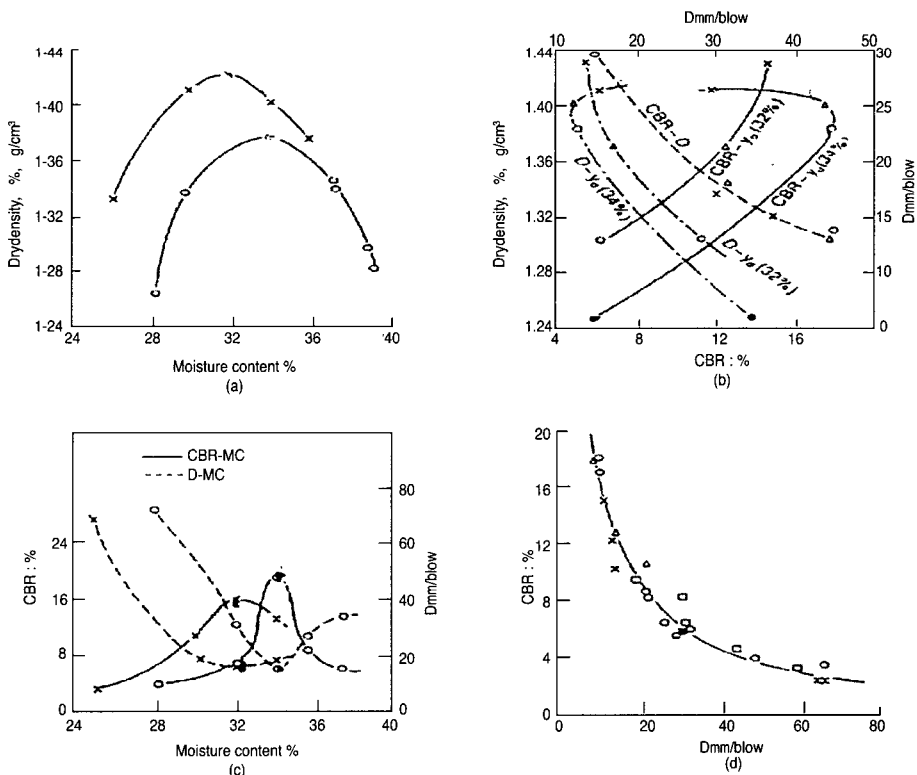 1-44
1-40
1-36
1-32
1-28
1-24
Drydensity, %, g/cm³
24
28
32
36
40
Moisture content %
(a)
Dmm/blow
10
20
30
40
50
1.44
1.40
1.36
1.32
1.28
1.24
Drydensity, %, g/cm³
30
25
20
15
10
0
Dmm/blow
CBR-D
CBR-γd(32%)
CBR-γd(34%)
D-γd(34%)
D-γd(32%)
4
8
12
16
CBR : %
(b)
CBR-MC
D-MC
24
16
8
0
CBR : %
80
60
40
20
0
Dmm/blow
24
28
32
36
40
Moisture content %
(c)
20
16
12
8
4
0
CBR : %
0
20
40
60
80
Dmm/blow
(d)